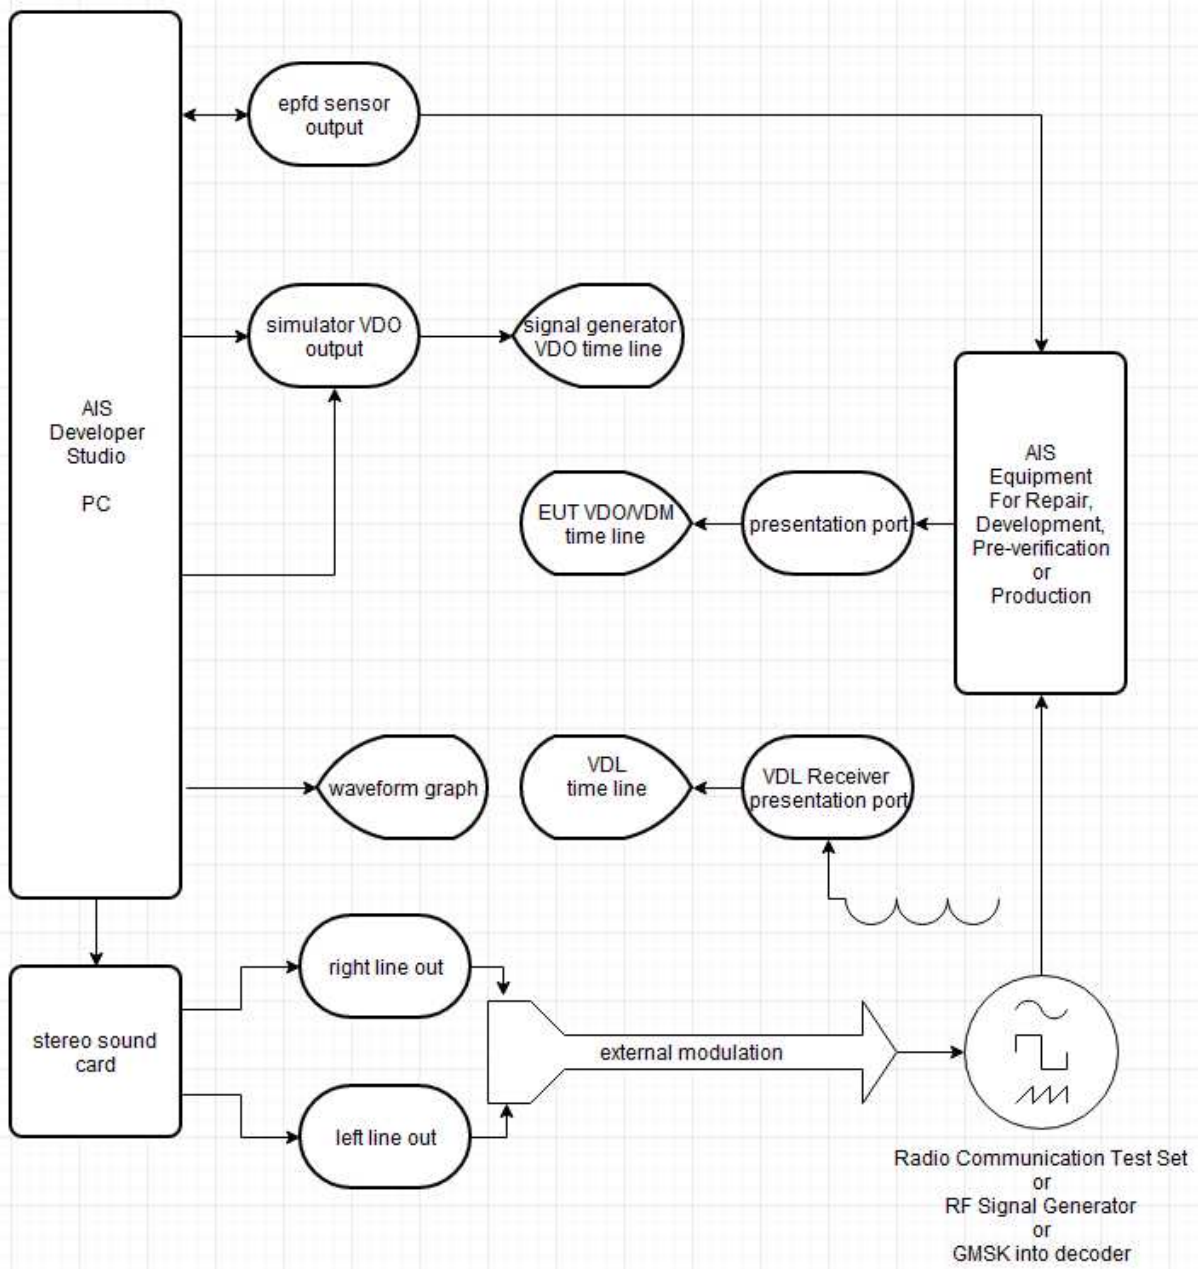 epfd sensor
output
simulator VDO
output
signal generator
VDO time line
AIS
Developer
Studio
PC
EUT VDO/VDM
time line
presentation port
AIS
Equipment
For Repair,
Development,
Pre-verification
or
Production
waveform graph
VDL
time line
VDL Receiver
presentation port
right line out
stereo sound
card
external modulation
left line out
Radio Communication Test Set
or
RF Signal Generator
or
GMSK into decoder